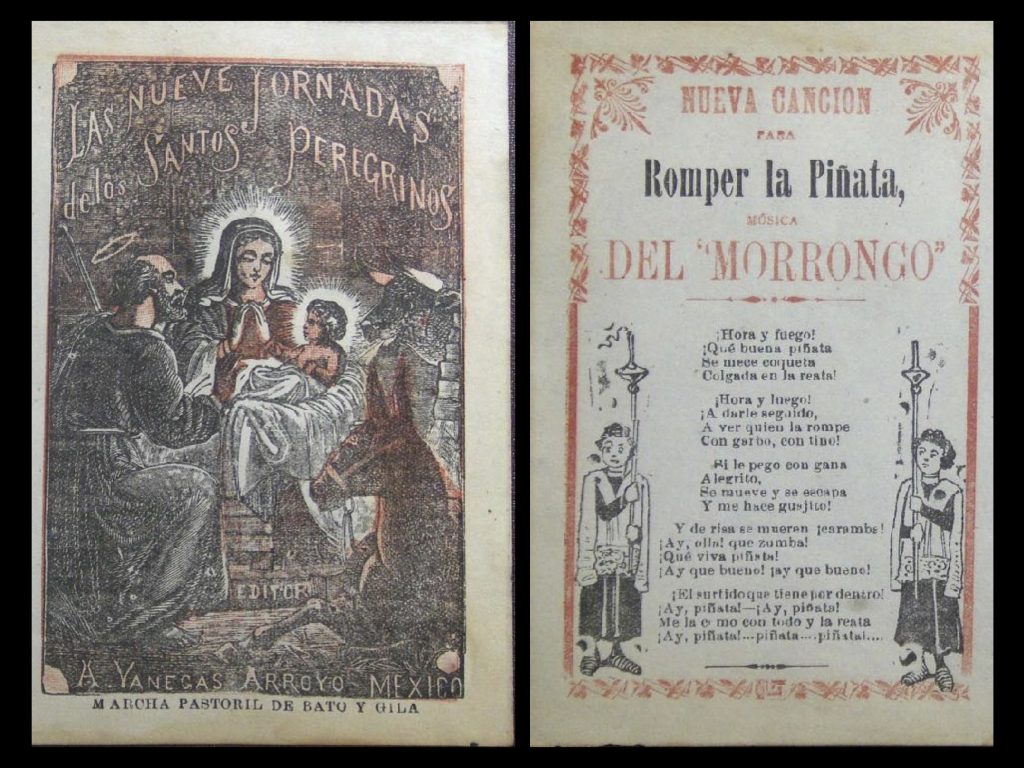 LAS NUEVE JORNADAS
de los SANTOS PEREGRINOS
EDITOR
A. VANEGAS ARROYO MEXICO
MARCHA PASTORIL DE BATO Y GILA
NUEVA CANCION
PARA
Romper la Piñata,
MÚSICA
DEL "MORRONGO"
¡Hora y fuego!
¡Qué buena piñata
Se mece coqueta
Colgada en la reata!
¡Hora y luego!
¡A darle seguido,
A ver quien la rompe
Con garbo, con tino!
Si le pego con gana
Alegrito,
Se mueve y se escapa
Y me hace guajito!
Y de risa se mueren ¡caramba!
¡Ay, olla! que zumba!
¡Qué viva piñata!
¡Ay que bueno! ¡ay que bueno!
¡El surtido que tiene por dentro!
¡Ay, piñata!—¡Ay, piñata!
Me la como con todo y la reata
¡Ay, piñata!...piñata....piñata!....